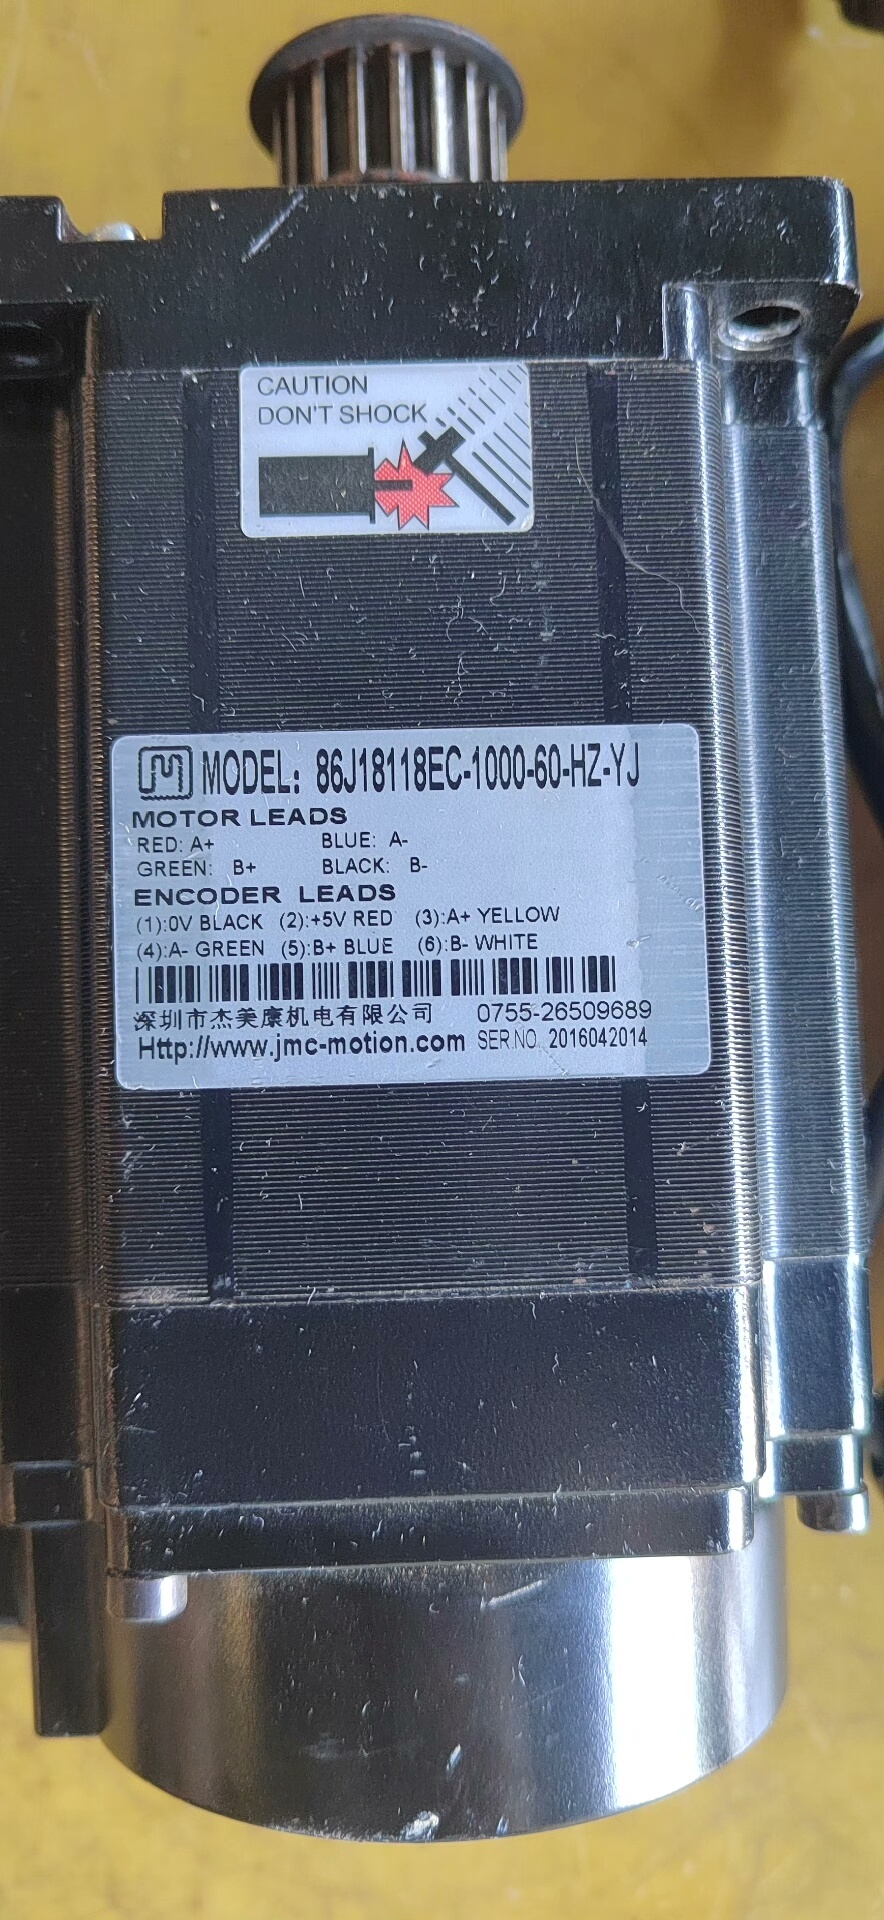 CAUTION
DON'T SHOCK
MODEL: 86J18118EC-1000-60-HZ-YJ
MOTOR LEADS
RED: A+ BLUE: A-
GREEN: B+ BLACK: B-
ENCODER LEADS
(1):0V BLACK (2):+5V RED (3):A+ YELLOW
(4):A- GREEN (5):B+ BLUE (6):B- WHITE
深圳市杰美康机电有限公司 0755-26509689
Http://www.jmc-motion.com SER.NO. 2016042014